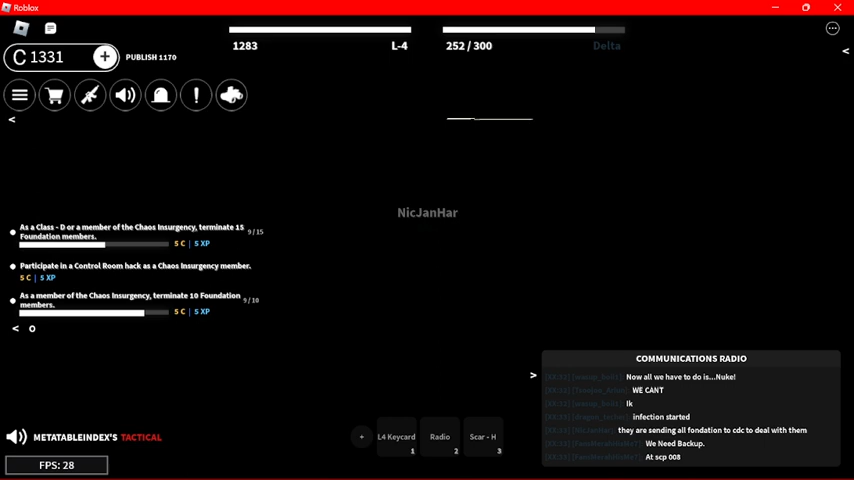 Roblox
1283
L-4
252 / 300
Delta
C 1331
+
PUBLISH 1170
<
<
NicJanHar
As a Class - D or a member of the Chaos Insurgency, terminate 15
Foundation members.
9/15
5 C | 5 XP
Participate in a Control Room hack as a Chaos Insurgency member.
5 C | 5 XP
As a member of the Chaos Insurgency, terminate 10 Foundation
members.
9/10
5 C | 5 XP
< O
COMMUNICATIONS RADIO
>
Now all we have to do is...Nuke!
WE CANT
Ik
infection started
they are sending all fondation to cdc to deal with them
We Need Backup.
At scp 008
METATABLEINDEX'S TACTICAL
+
L4 Keycard
1
Radio
2
Scar - H
3
FPS: 28